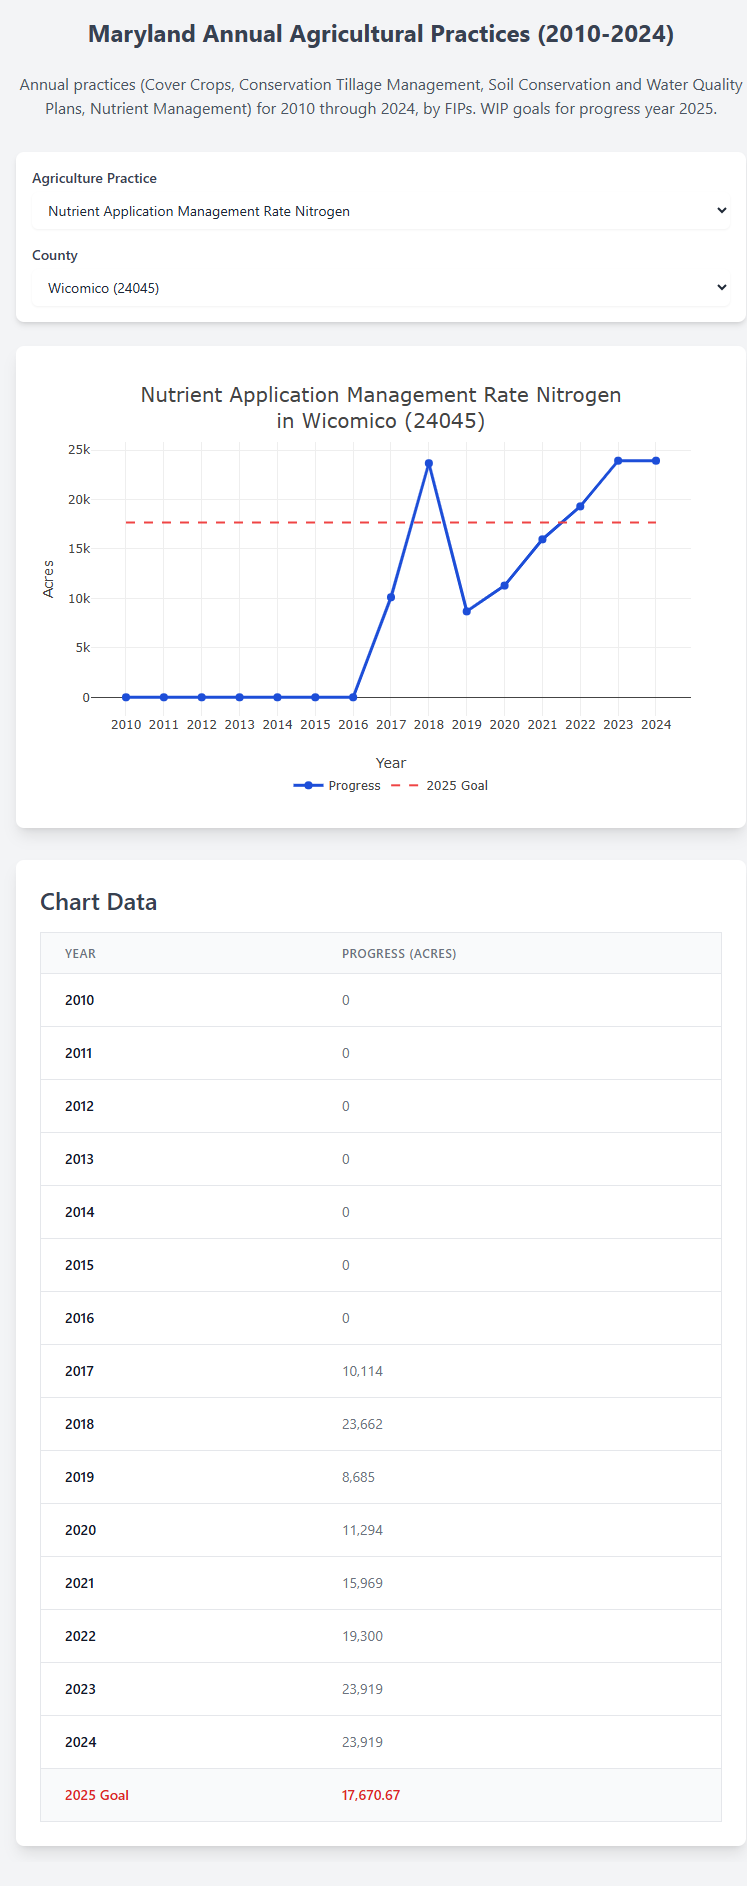 Maryland Annual Agricultural Practices (2010-2024)
Annual practices (Cover Crops, Conservation Tillage Management, Soil Conservation and Water Quality
Plans, Nutrient Management) for 2010 through 2024, by FIPs. WIP goals for progress year 2025.
Agriculture Practice
Nutrient Application Management Rate Nitrogen
County
Wicomico (24045)
Nutrient Application Management Rate Nitrogen
in Wicomico (24045)
25k
20k
15k
10k
5k
0
Acres
2010 2011 2012 2013 2014 2015 2016 2017 2018 2019 2020 2021 2022 2023 2024
Year
Progress 2025 Goal
Chart Data
YEAR PROGRESS (ACRES)
2010 0
2011 0
2012 0
2013 0
2014 0
2015 0
2016 0
2017 10,114
2018 23,662
2019 8,685
2020 11,294
2021 15,969
2022 19,300
2023 23,919
2024 23,919
2025 Goal 17,670.67